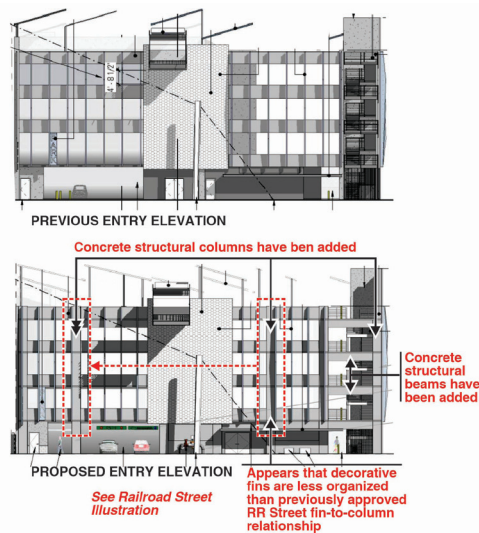 4'- 8 1/2"
PREVIOUS ENTRY ELEVATION
Concrete structural columns have ben added
Concrete
structural
beams have
been added
PROPOSED ENTRY ELEVATION
See Railroad Street
Illustration
Appears that decorative
fins are less organized
than previously approved
RR Street fin-to-column
relationship